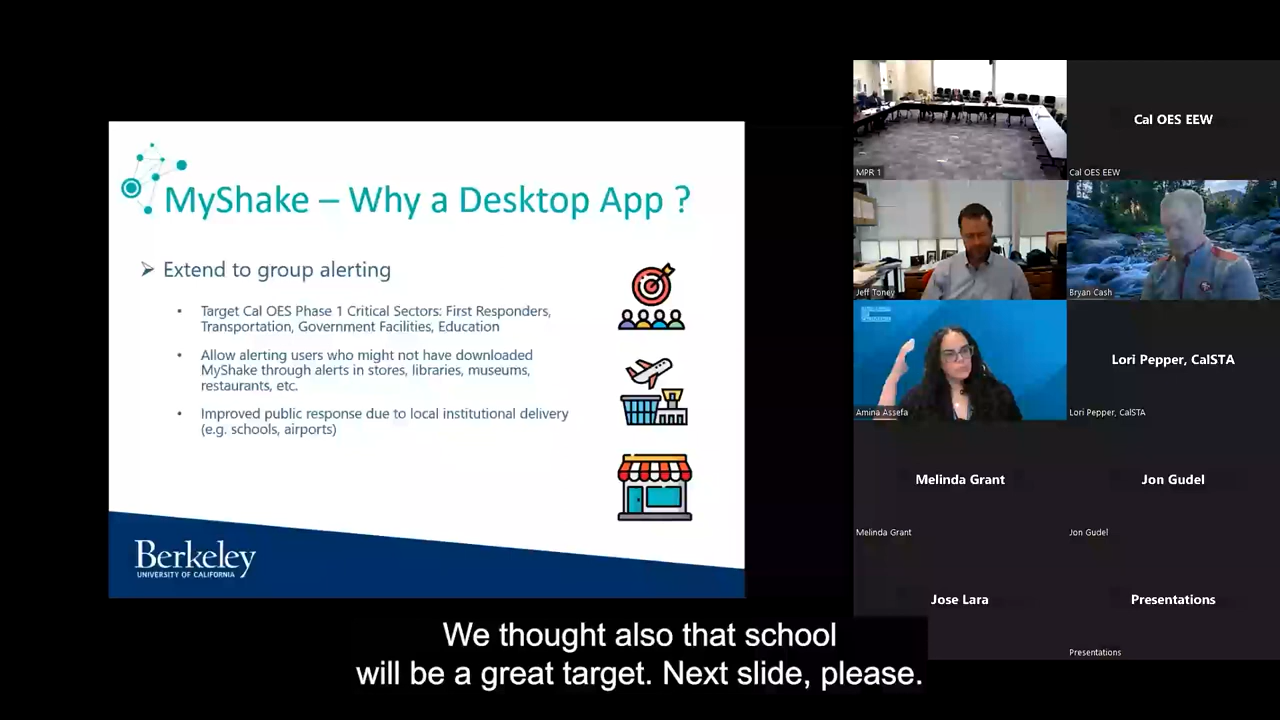 MyShake – Why a Desktop App ?
➢ Extend to group alerting
• Target Cal OES Phase 1 Critical Sectors: First Responders,
Transportation, Government Facilities, Education
• Allow alerting users who might not have downloaded
MyShake through alerts in stores, libraries, museums,
restaurants, etc.
• Improved public response due to local institutional delivery
(e.g. schools, airports)
Berkeley
UNIVERSITY OF CALIFORNIA
MPR 1
Cal OES EEW
Cal OES EEW
Jeff Toney
Bryan Cash
Amina Assefa
Lori Pepper, CalSTA
Lori Pepper, CalSTA
Melinda Grant
Melinda Grant
Jon Gudel
Jon Gudel
Jose Lara
Presentations
Presentations
We thought also that school
will be a great target. Next slide, please.